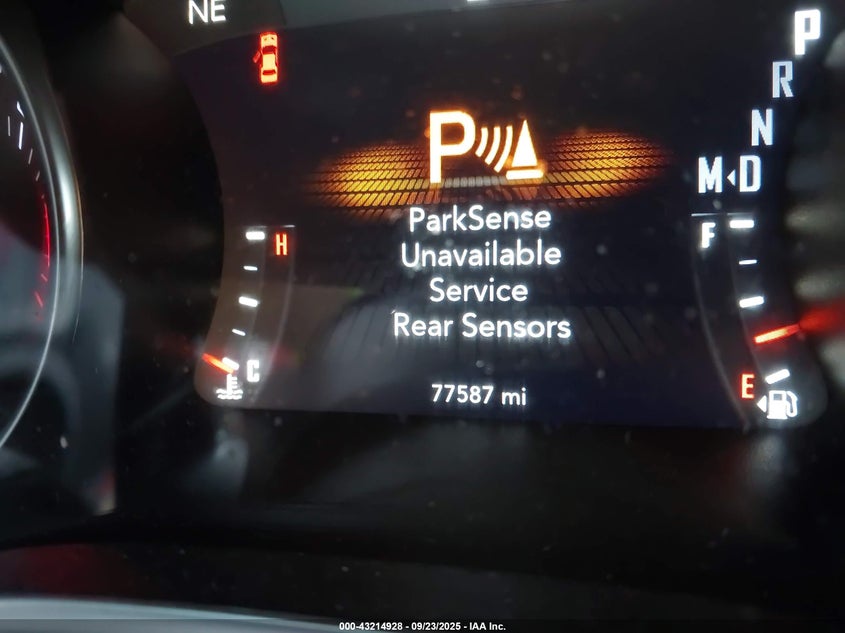 NE
P
R
N
M D
P
ParkSense
Unavailable
Service
Rear Sensors
H
C
F
E
77587 mi
000-43214928 - 09/23/2025 - IAA Inc.